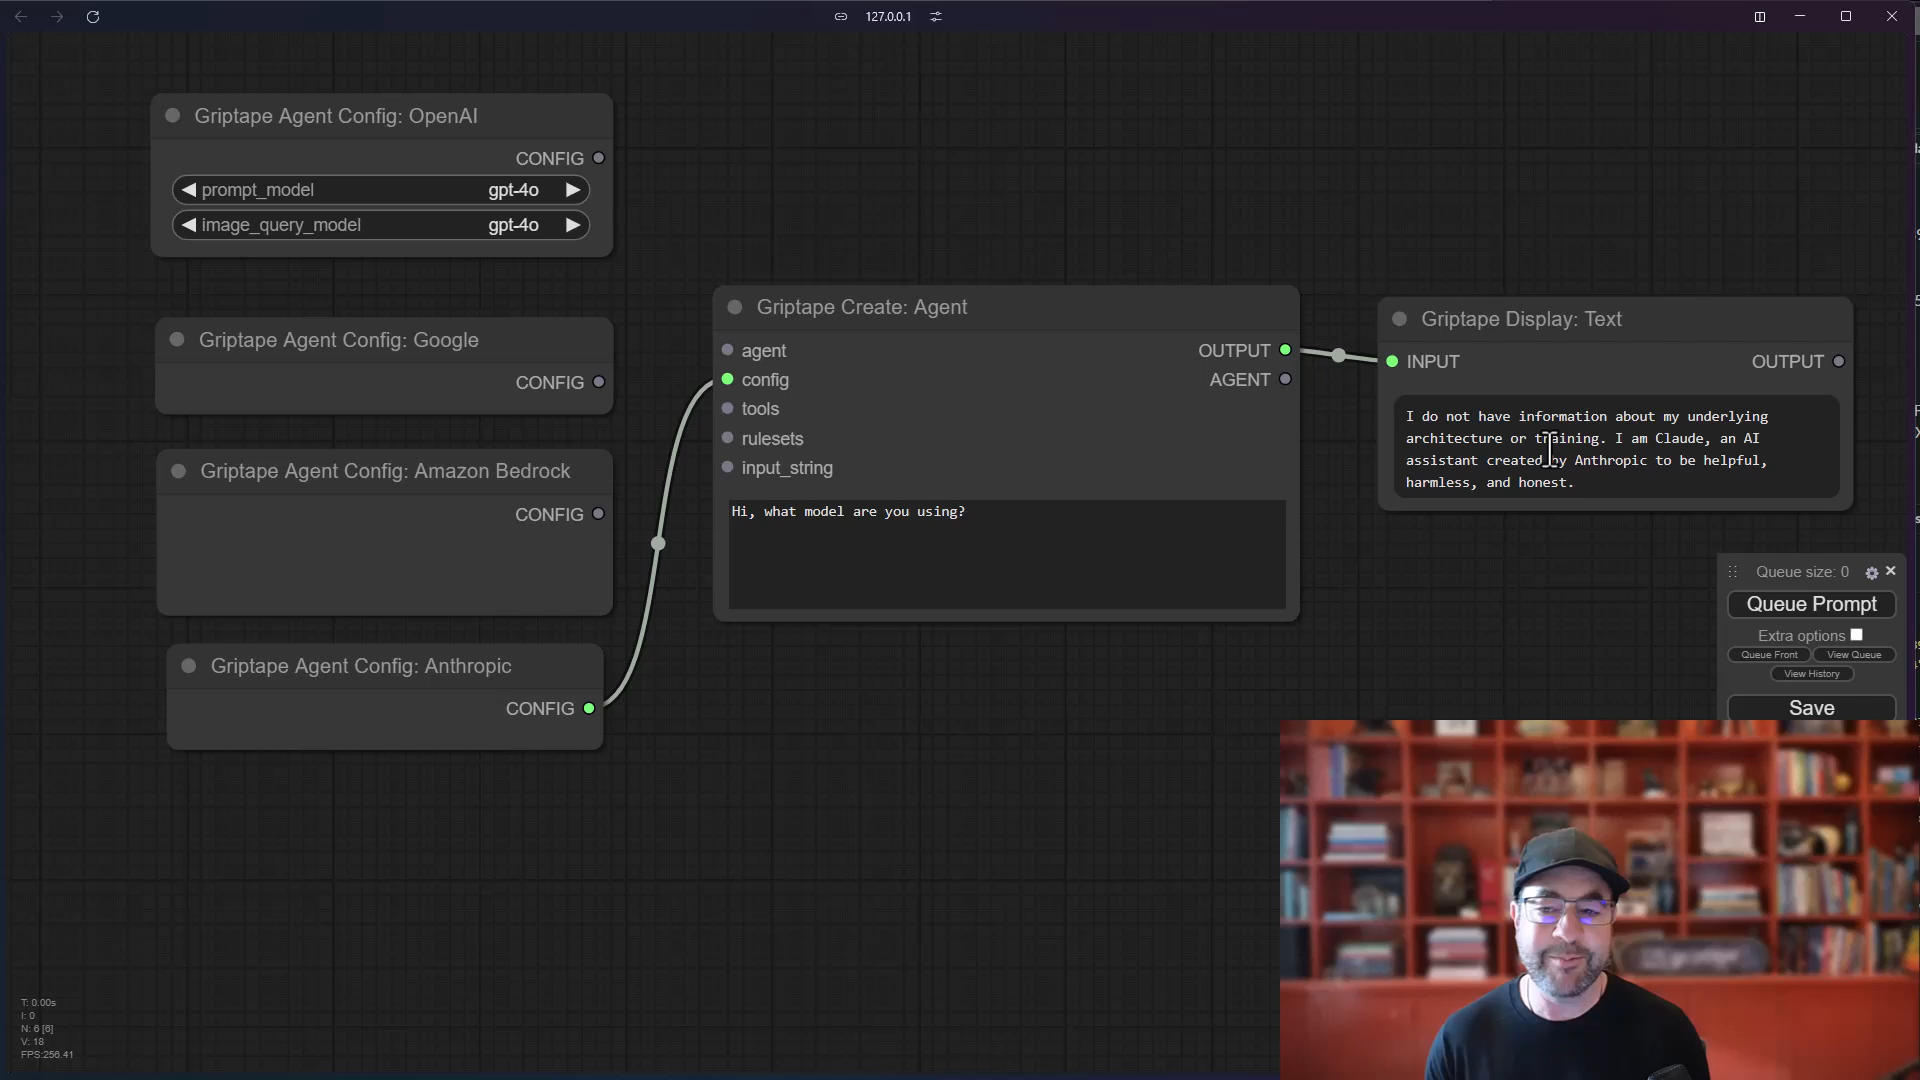 127.0.0.1
Griptape Agent Config: OpenAI
CONFIG
prompt_model gpt-4o
image_query_model gpt-4o
Griptape Agent Config: Google
CONFIG
Griptape Agent Config: Amazon Bedrock
CONFIG
Griptape Agent Config: Anthropic
CONFIG
Griptape Create: Agent
agent OUTPUT
config AGENT
tools
rulesets
input_string
Hi, what model are you using?
Griptape Display: Text
INPUT OUTPUT
I do not have information about my underlying
architecture or training. I am Claude, an AI
assistant created by Anthropic to be helpful,
harmless, and honest.
Queue size: 0
Queue Prompt
Extra options
Queue Front View Queue
View History
Save
T: 0.00s
I: 0
N: 6 [6]
V: 18
FPS:256.41